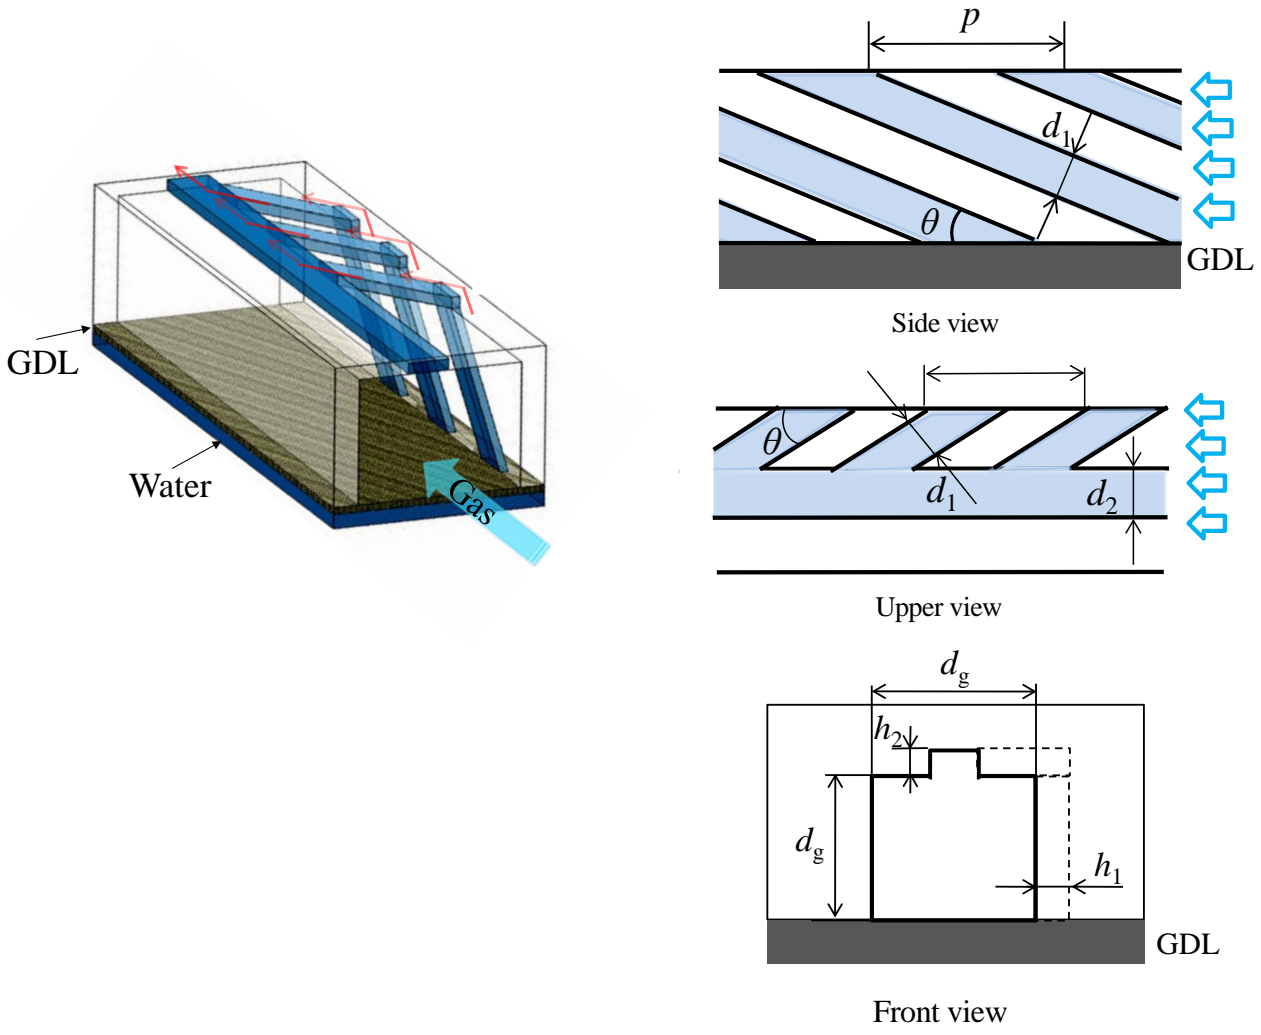 GDL
Water
Gas
p
d1
θ
GDL
Side view
θ
d1
d2
Upper view
dg
h2
dg
h1
GDL
Front view